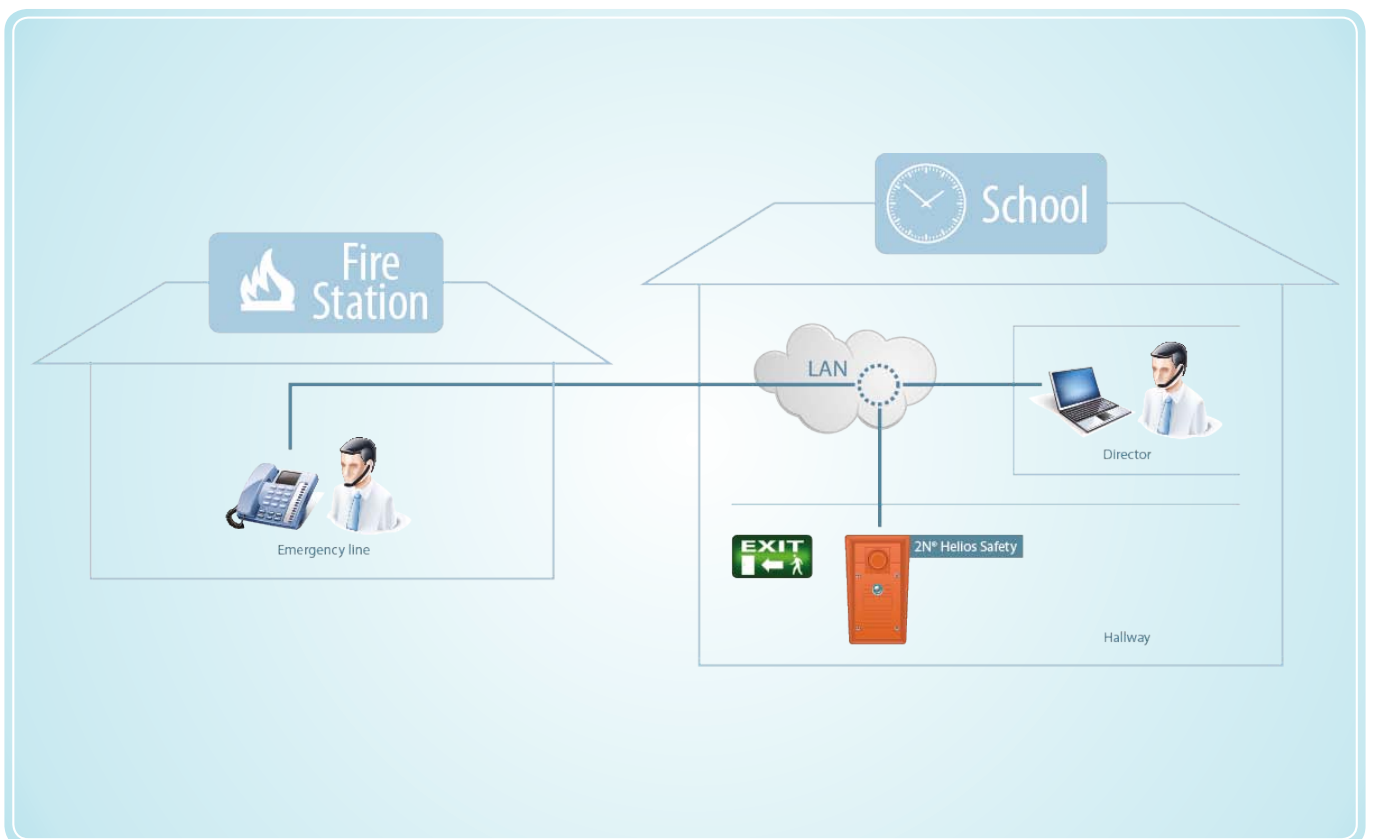 School
Fire
Station
LAN
Director
Emergency line
EXIT
2N® Helios Safety
Hallway